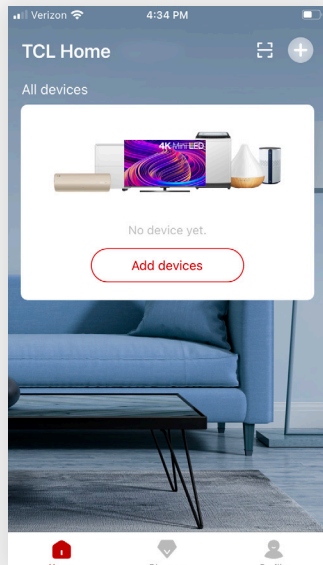 Verizon
4:34 PM
TCL Home
All devices
4K Mini LED
No device yet.
Add devices